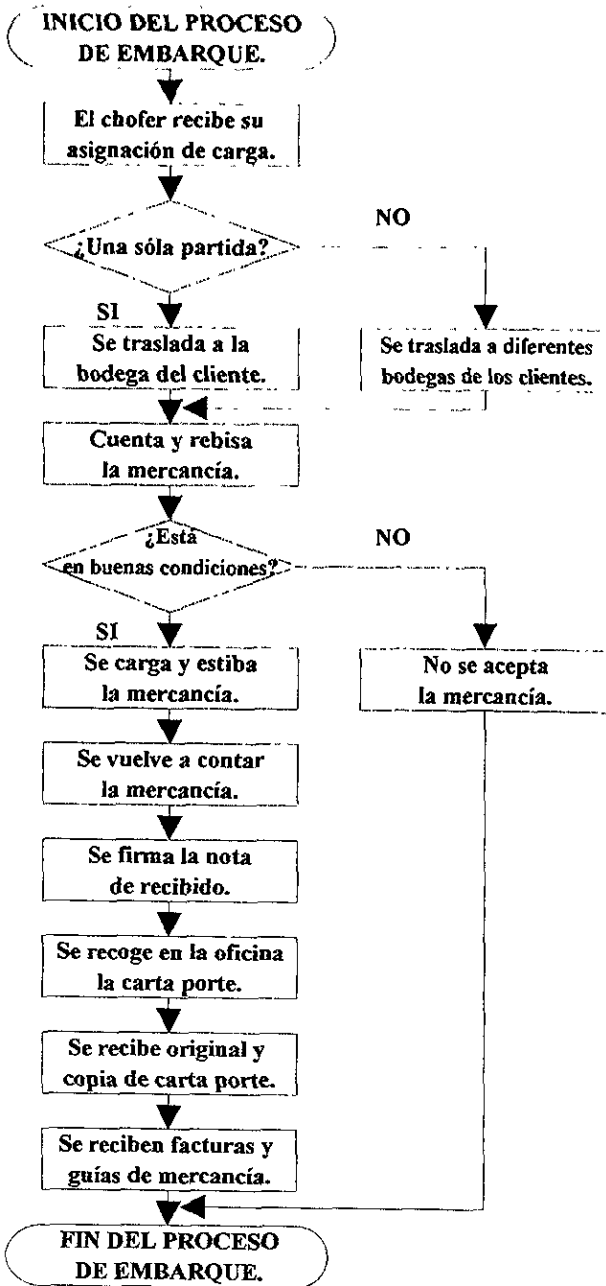 INICIO DEL PROCESO
DE EMBARQUE.
El chofer recibe su
asignación de carga.
¿Una sóla partida?
NO
SI
Se traslada a la
bodega del cliente.
Se traslada a diferentes
bodegas de los clientes.
Cuenta y rebisa
la mercancía.
¿Está
en buenas condiciones?
NO
SI
Se carga y estiba
la mercancía.
No se acepta
la mercancía.
Se vuelve a contar
la mercancía.
Se firma la nota
de recibido.
Se recoge en la oficina
la carta porte.
Se recibe original y
copia de carta porte.
Se reciben facturas y
guías de mercancía.
FIN DEL PROCESO
DE EMBARQUE.